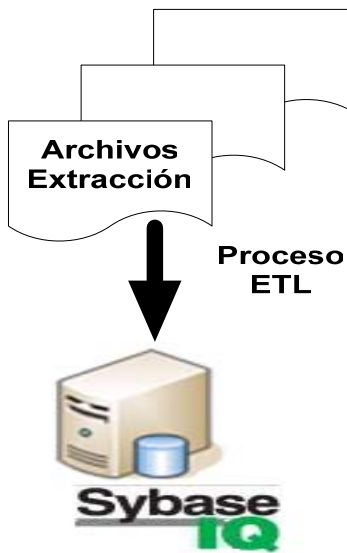 Archivos
Extracción
Proceso
ETL
Sybase
IQ